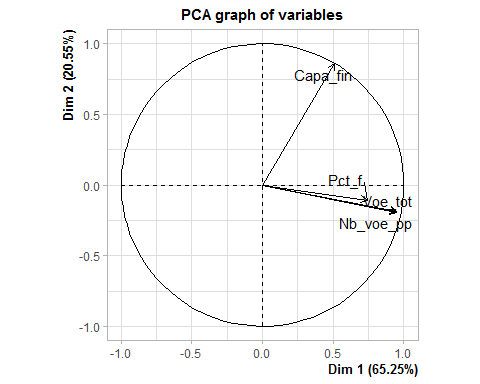 PCA graph of variables
Dim 2 (20.55%)
1.0
0.5
0.0
-0.5
-1.0
Capa_fin
Pct_f
Voe_tot
Nb_voe_pp
-1.0 -0.5 0.0 0.5 1.0
Dim 1 (65.25%)